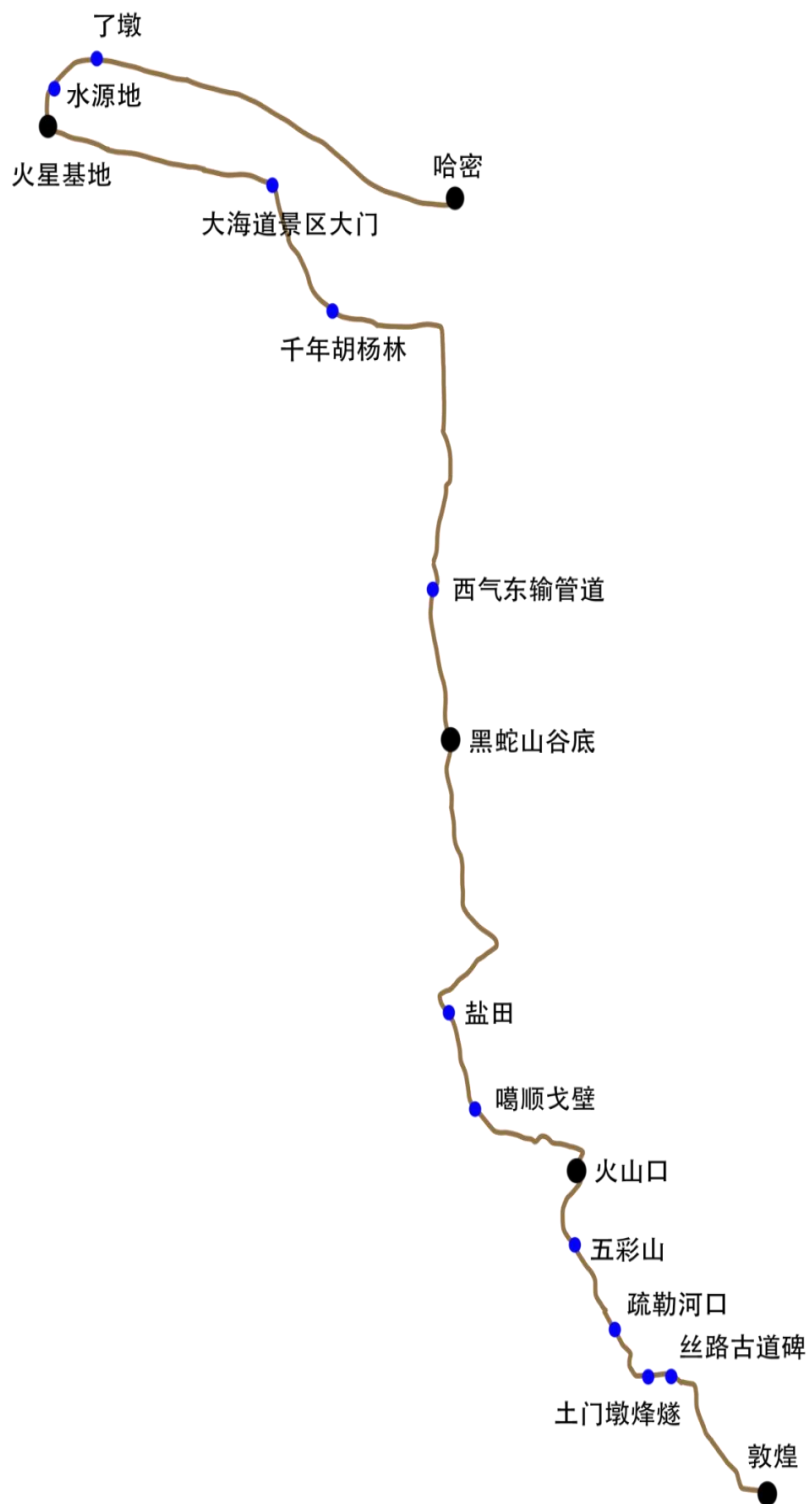 了墩
水源地
火星基地
哈密
大海道景区大门
千年胡杨林
西气东输管道
黑蛇山谷底
盐田
噶顺戈壁
火山口
五彩山
疏勒河口
丝路古道碑
土门墩烽燧
敦煌